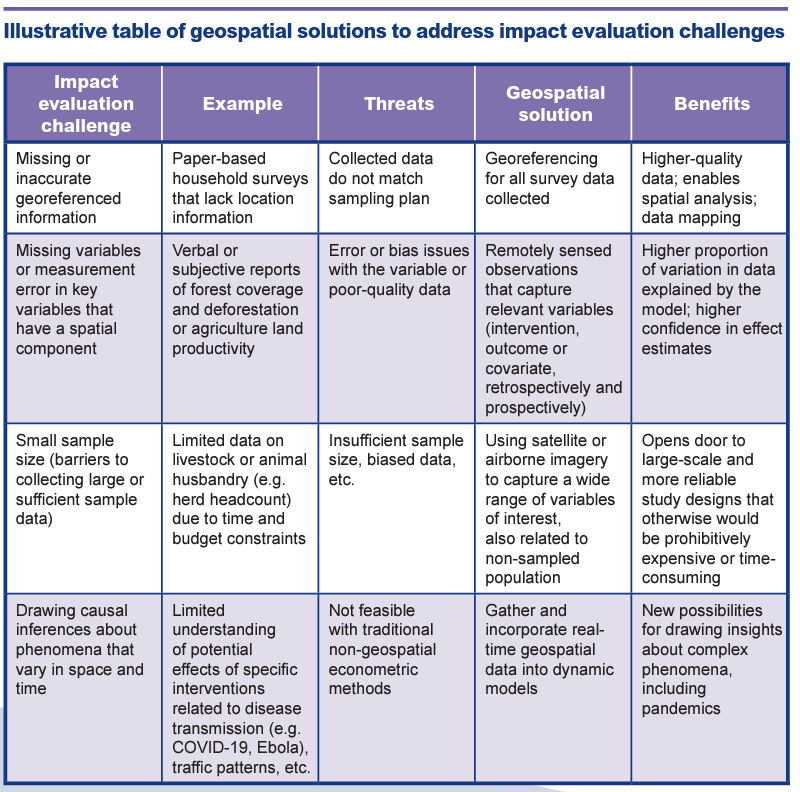 Illustrative table of geospatial solutions to address impact evaluation challenges
Impact
evaluation
challenge
Example
Threats
Geospatial
solution
Benefits
Missing or
inaccurate
georeferenced
information
Paper-based
household surveys
that lack location
information
Collected data
do not match
sampling plan
Georeferencing
for all survey data
collected
Higher-quality
data; enables
spatial analysis;
data mapping
Missing variables
or measurement
error in key
variables that
have a spatial
component
Verbal or
subjective reports
of forest coverage
and deforestation
or agriculture land
productivity
Error or bias issues
with the variable or
poor-quality data
Remotely sensed
observations
that capture
relevant variables
(intervention,
outcome or
covariate,
retrospectively and
prospectively)
Higher proportion
of variation in data
explained by the
model; higher
confidence in effect
estimates
Small sample
size (barriers to
collecting large or
sufficient sample
data)
Limited data on
livestock or animal
husbandry (e.g.
herd headcount)
due to time and
budget constraints
Insufficient sample
size, biased data,
etc.
Using satellite or
airborne imagery
to capture a wide
range of variables
of interest,
also related to
non-sampled
population
Opens door to
large-scale and
more reliable
study designs that
otherwise would
be prohibitively
expensive or time-
consuming
Drawing causal
inferences about
phenomena that
vary in space and
time
Limited
understanding
of potential
effects of specific
interventions
related to disease
transmission (e.g.
COVID-19, Ebola),
traffic patterns, etc.
Not feasible
with traditional
non-geospatial
econometric
methods
Gather and
incorporate real-
time geospatial
data into dynamic
models
New possibilities
for drawing insights
about complex
phenomena,
including
pandemics